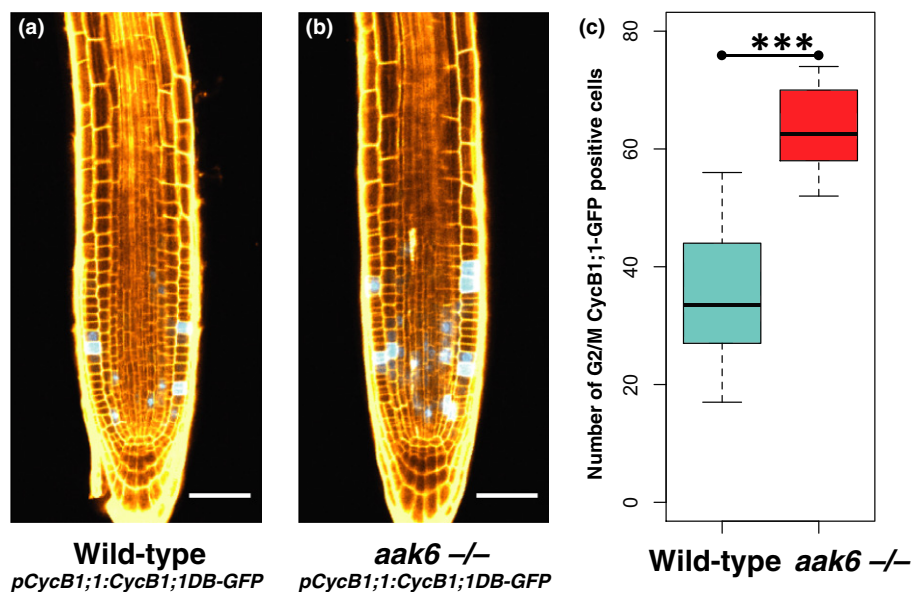 (a)
(b)
(c)
***
80
60
40
20
0
Number of G2/M CycB1;1-GFP positive cells
Wild-type
pCycB1;1:CycB1;1DB-GFP
aak6 –/–
pCycB1;1:CycB1;1DB-GFP
Wild-type aak6 –/–